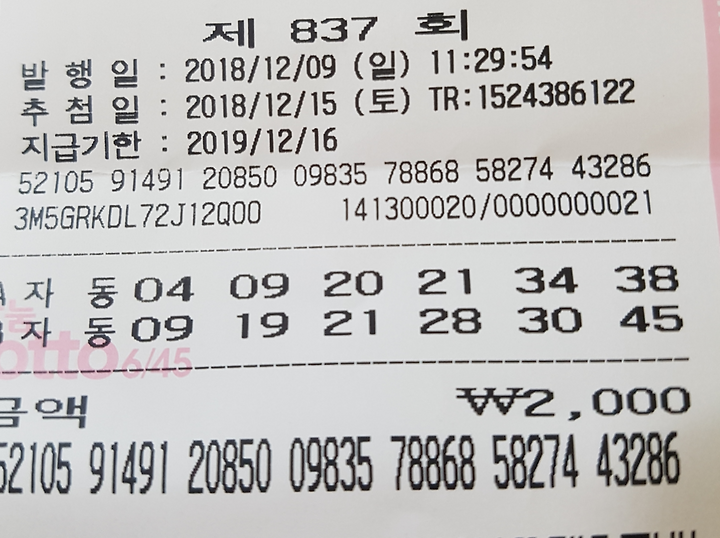 제 837 회
발 행 일 : 2018/12/09 (일) 11:29:54
추 첨 일 : 2018/12/15 (토) TR:1524386122
지급기한 : 2019/12/16
52105 91491 20850 09835 78868 58274 43286
3M5GRKDL72J12Q00 141300020/0000000021
A 자 동 04 09 20 21 34 38
B 자 동 09 19 21 28 30 45
otto 6/45
금액 ₩2,000
52105 91491 20850 09835 78868 58274 43286